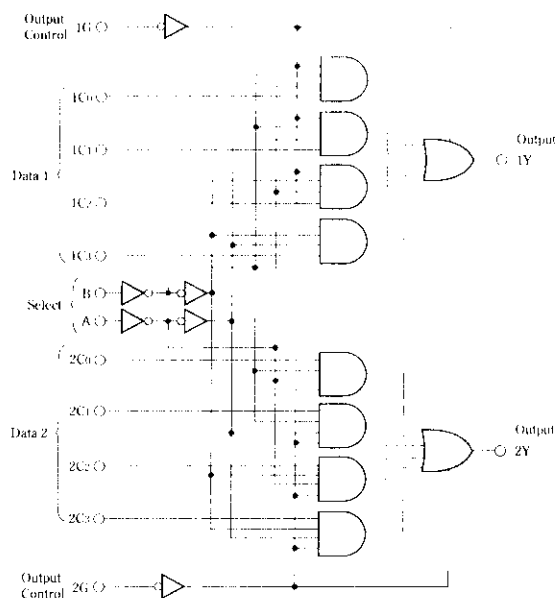 Output
Control 1G
1C0
1C1
Data 1
1C2
1C3
B
Select
A
2C0
2C1
Data 2
2C2
2C3
Output
Control 2G
Output
1Y
Output
2Y